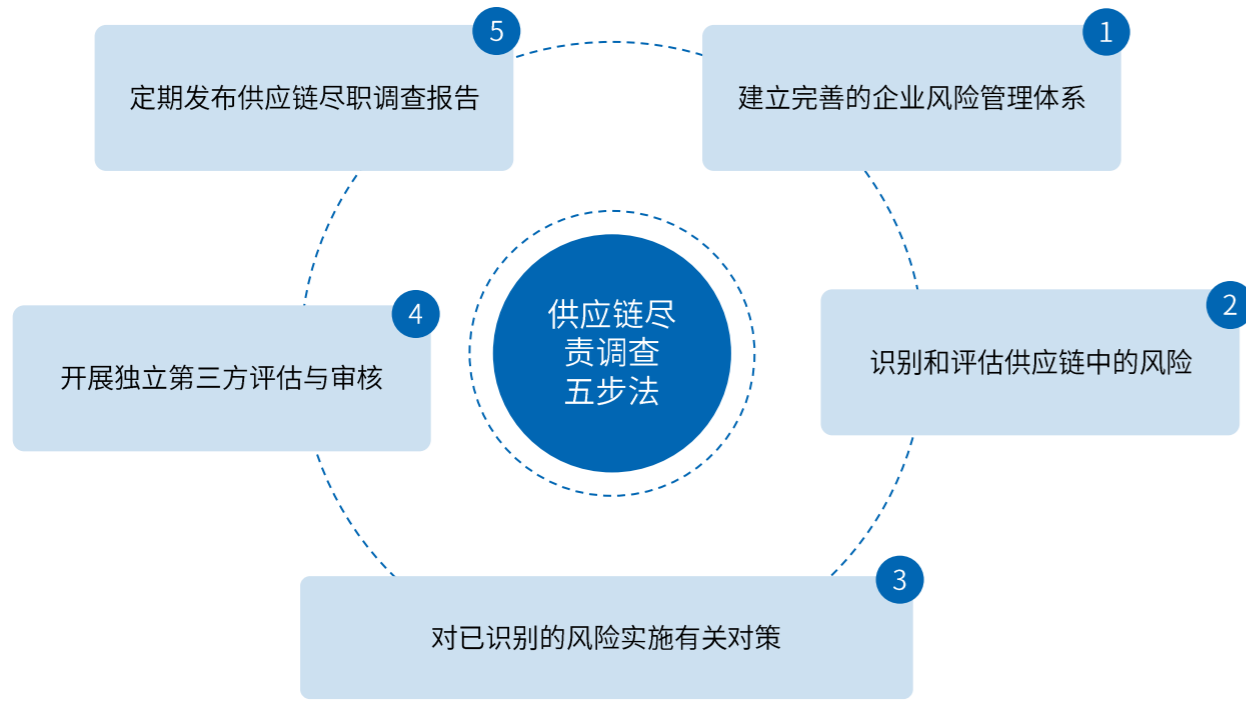 供应链尽
责调查
五步法
1
建立完善的企业风险管理体系
2
识别和评估供应链中的风险
3
对已识别的风险实施有关对策
4
开展独立第三方评估与审核
5
定期发布供应链尽职调查报告